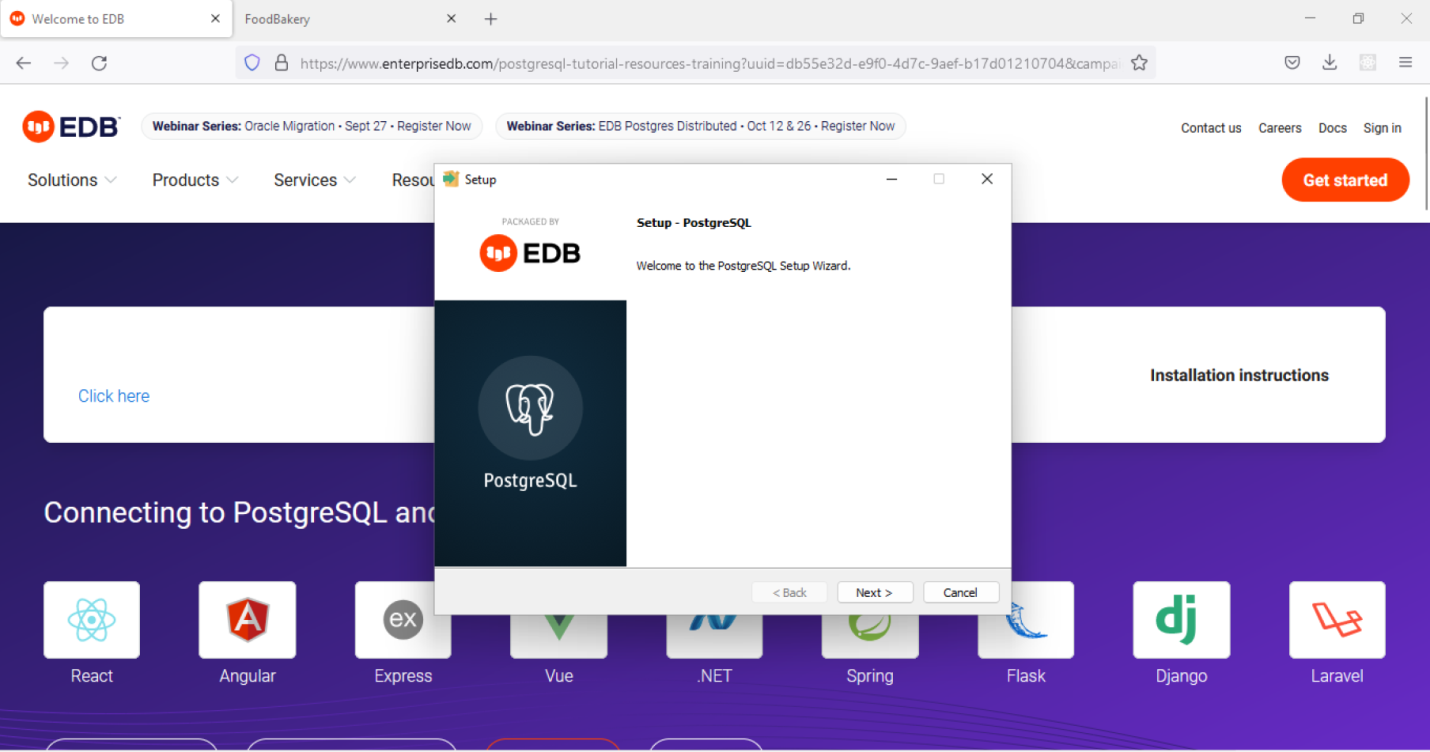 Welcome to EDB
FoodBakery
https://www.enterprisedb.com/postgresql-tutorial-resources-training?uuid=db55e32d-e9f0-4d7c-9aef-b17d01210704&campai
EDB
Webinar Series: Oracle Migration • Sept 27 • Register Now
Webinar Series: EDB Postgres Distributed • Oct 12 & 26 • Register Now
Contact us
Careers
Docs
Sign in
Solutions
Products
Services
Resou
Get started
Setup
PACKAGED BY
EDB
Setup - PostgreSQL
Welcome to the PostgreSQL Setup Wizard.
PostgreSQL
< Back
Next >
Cancel
Click here
Installation instructions
Connecting to PostgreSQL and
ex
dj
React
Angular
Express
Vue
.NET
Spring
Flask
Django
Laravel